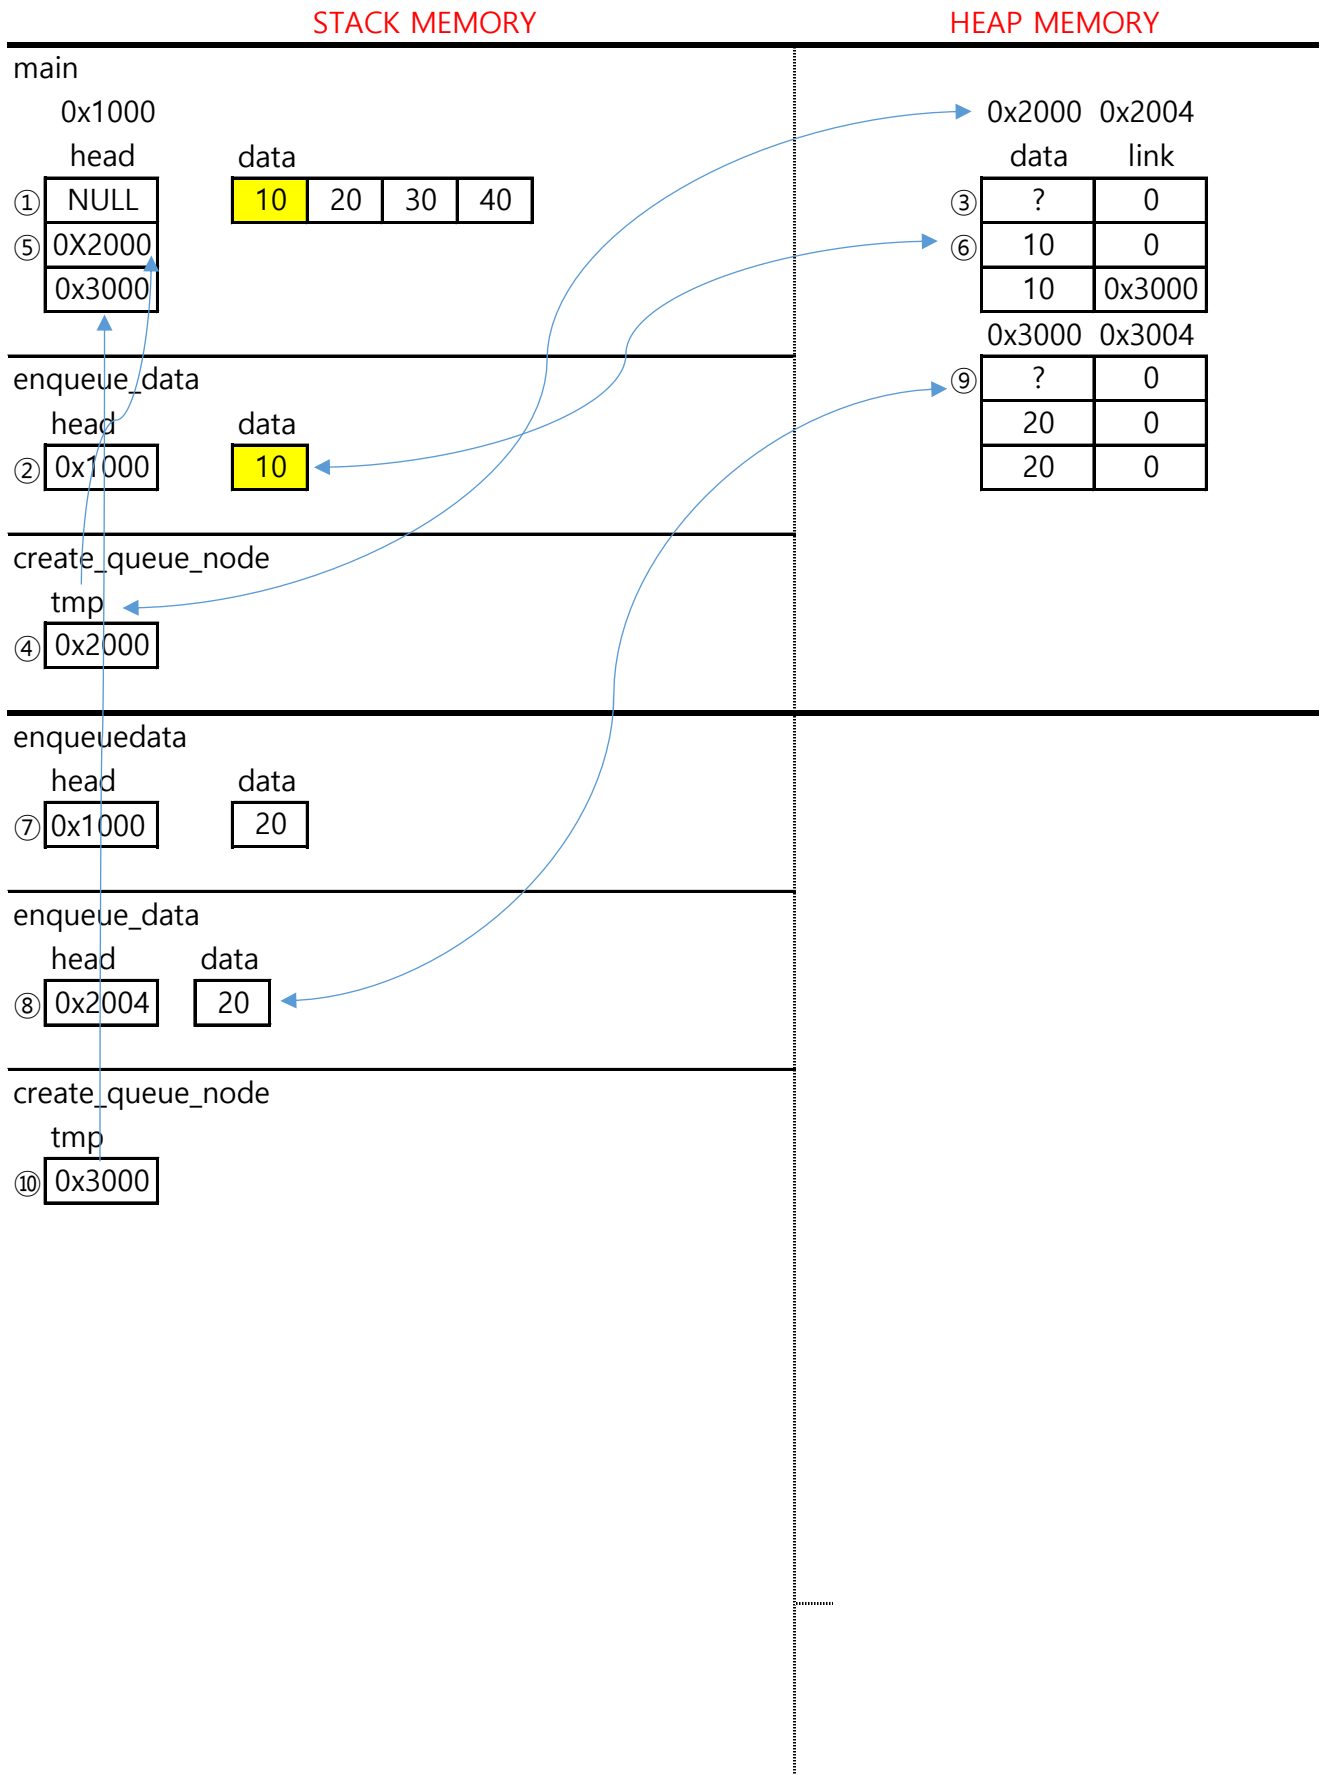 STACK MEMORY HEAP MEMORY
main
0x1000 0x2000 0x2004
head data data link
① NULL 10 20 30 40 ③ ? 0
⑤ 0X2000 ⑥ 10 0
0x3000 10 0x3000
0x3000 0x3004
enqueue_data ⑨ ? 0
head data 20 0
② 0x1000 10 20 0
create_queue_node
tmp
④ 0x2000
enqueuedata
head data
⑦ 0x1000 20
enqueue_data
head data
⑧ 0x2004 20
create_queue_node
tmp
⑩ 0x3000